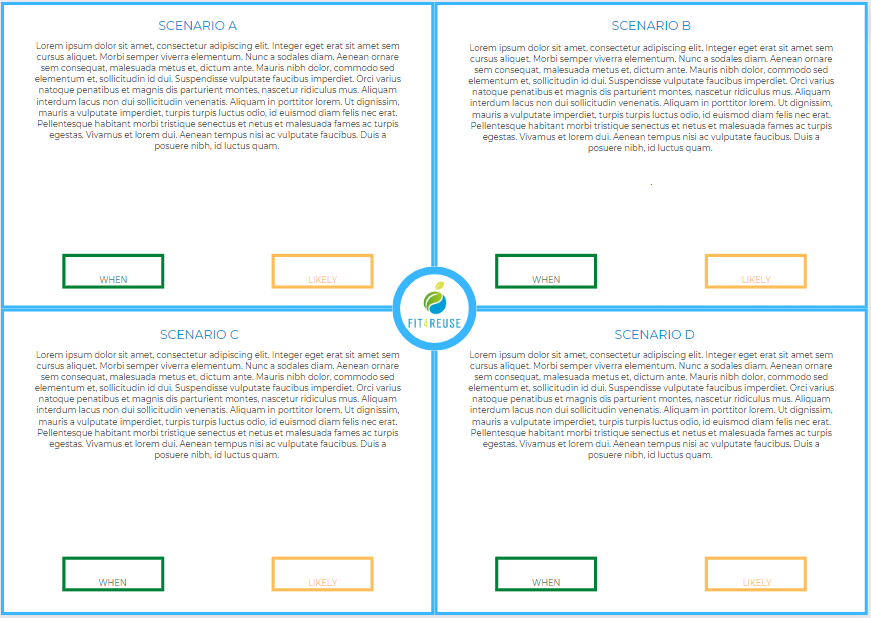 SCENARIO A
Lorem ipsum dolor sit amet, consectetur adipiscing elit. Integer eget erat sit amet sem
cursus aliquet. Morbi semper viverra elementum. Nunc a sodales diam. Aenean ornare
sem consequat, malesuada metus et, dictum ante. Mauris nibh dolor, commodo sed
elementum et, sollicitudin id dui. Suspendisse vulputate faucibus imperdiet. Orci varius
natoque penatibus et magnis dis parturient montes, nascetur ridiculus mus. Aliquam
interdum lacus non dui sollicitudin venenatis. Aliquam in porttitor lorem. Ut dignissim,
mauris a vulputate imperdiet, turpis turpis luctus odio, id euismod diam felis nec erat.
Pellentesque habitant morbi tristique senectus et netus et malesuada fames ac turpis
egestas. Vivamus et lorem dui. Aenean tempus nisi ac vulputate faucibus. Duis a
posuere nibh, id luctus quam.
WHEN
LIKELY
SCENARIO B
Lorem ipsum dolor sit amet, consectetur adipiscing elit. Integer eget erat sit amet sem
cursus aliquet. Morbi semper viverra elementum. Nunc a sodales diam. Aenean ornare
sem consequat, malesuada metus et, dictum ante. Mauris nibh dolor, commodo sed
elementum et, sollicitudin id dui. Suspendisse vulputate faucibus imperdiet. Orci varius
natoque penatibus et magnis dis parturient montes, nascetur ridiculus mus. Aliquam
interdum lacus non dui sollicitudin venenatis. Aliquam in porttitor lorem. Ut dignissim,
mauris a vulputate imperdiet, turpis turpis luctus odio, id euismod diam felis nec erat.
Pellentesque habitant morbi tristique senectus et netus et malesuada fames ac turpis
egestas. Vivamus et lorem dui. Aenean tempus nisi ac vulputate faucibus. Duis a
posuere nibh, id luctus quam.
.
WHEN
LIKELY
FIT4REUSE
SCENARIO C
Lorem ipsum dolor sit amet, consectetur adipiscing elit. Integer eget erat sit amet sem
cursus aliquet. Morbi semper viverra elementum. Nunc a sodales diam. Aenean ornare
sem consequat, malesuada metus et, dictum ante. Mauris nibh dolor, commodo sed
elementum et, sollicitudin id dui. Suspendisse vulputate faucibus imperdiet. Orci varius
natoque penatibus et magnis dis parturient montes, nascetur ridiculus mus. Aliquam
interdum lacus non dui sollicitudin venenatis. Aliquam in porttitor lorem. Ut dignissim,
mauris a vulputate imperdiet, turpis turpis luctus odio, id euismod diam felis nec erat.
Pellentesque habitant morbi tristique senectus et netus et malesuada fames ac turpis
egestas. Vivamus et lorem dui. Aenean tempus nisi ac vulputate faucibus. Duis a
posuere nibh, id luctus quam.
WHEN
LIKELY
SCENARIO D
Lorem ipsum dolor sit amet, consectetur adipiscing elit. Integer eget erat sit amet sem
cursus aliquet. Morbi semper viverra elementum. Nunc a sodales diam. Aenean ornare
sem consequat, malesuada metus et, dictum ante. Mauris nibh dolor, commodo sed
elementum et, sollicitudin id dui. Suspendisse vulputate faucibus imperdiet. Orci varius
natoque penatibus et magnis dis parturient montes, nascetur ridiculus mus. Aliquam
interdum lacus non dui sollicitudin venenatis. Aliquam in porttitor lorem. Ut dignissim,
mauris a vulputate imperdiet, turpis turpis luctus odio, id euismod diam felis nec erat.
Pellentesque habitant morbi tristique senectus et netus et malesuada fames ac turpis
egestas. Vivamus et lorem dui. Aenean tempus nisi ac vulputate faucibus. Duis a
posuere nibh, id luctus quam.
WHEN
LIKELY